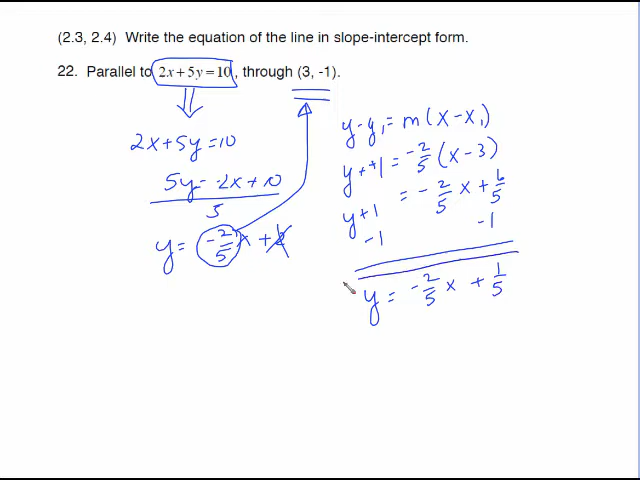 (2.3, 2.4) Write the equation of the line in slope-intercept form.
22. Parallel to 2x + 5y = 10, through (3, -1).
2x + 5y = 10
5y = -2x + 10
5
y = -2/5 x + 2
y - y₁ = m(x - x₁)
y + +1 = -2/5 (x - 3)
y + 1 = -2/5 x + 6/5
-1 -1
y = -2/5 x + 1/5